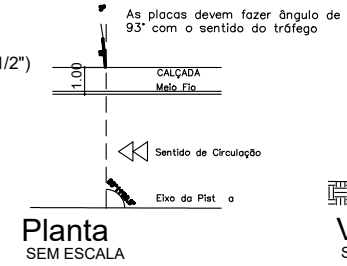 As placas devem fazer ângulo de
93° com o sentido do tráfego
1/2")
1.00
CALÇADA
Meio Fio
Sentido de Circulação
Eixo da Pist a
Planta
SEM ESCALA
V
S